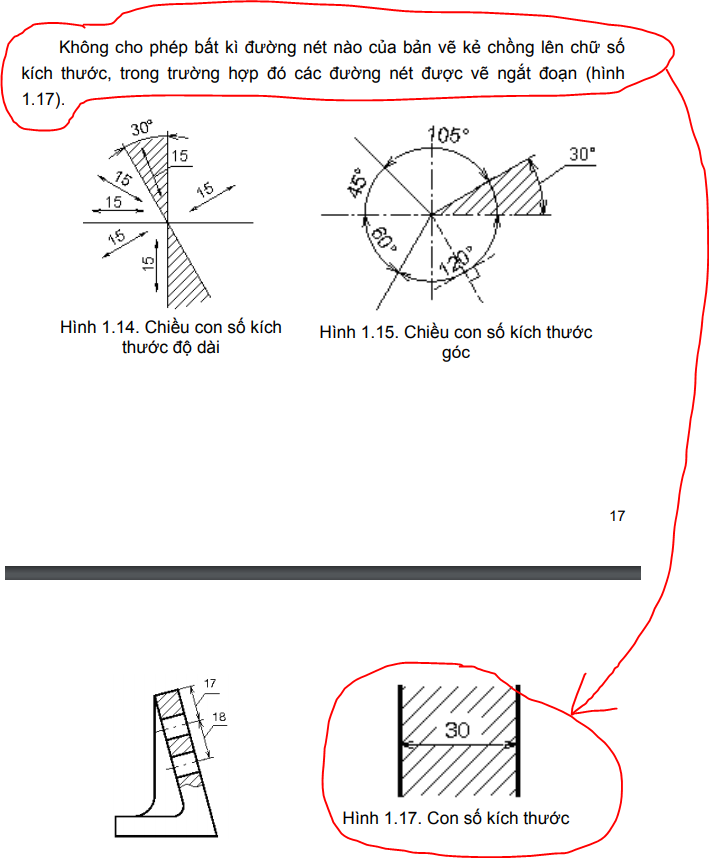 Không cho phép bất kì đường nét nào của bản vẽ kẻ chồng lên chữ số
kích thước, trong trường hợp đó các đường nét được vẽ ngắt đoạn (hình
1.17).
30°
15
15
15
15
15
15
Hình 1.14. Chiều con số kích
thước độ dài
105°
30°
45°
60°
120°
Hình 1.15. Chiều con số kích thước
góc
17
17
18
30
Hình 1.17. Con số kích thước